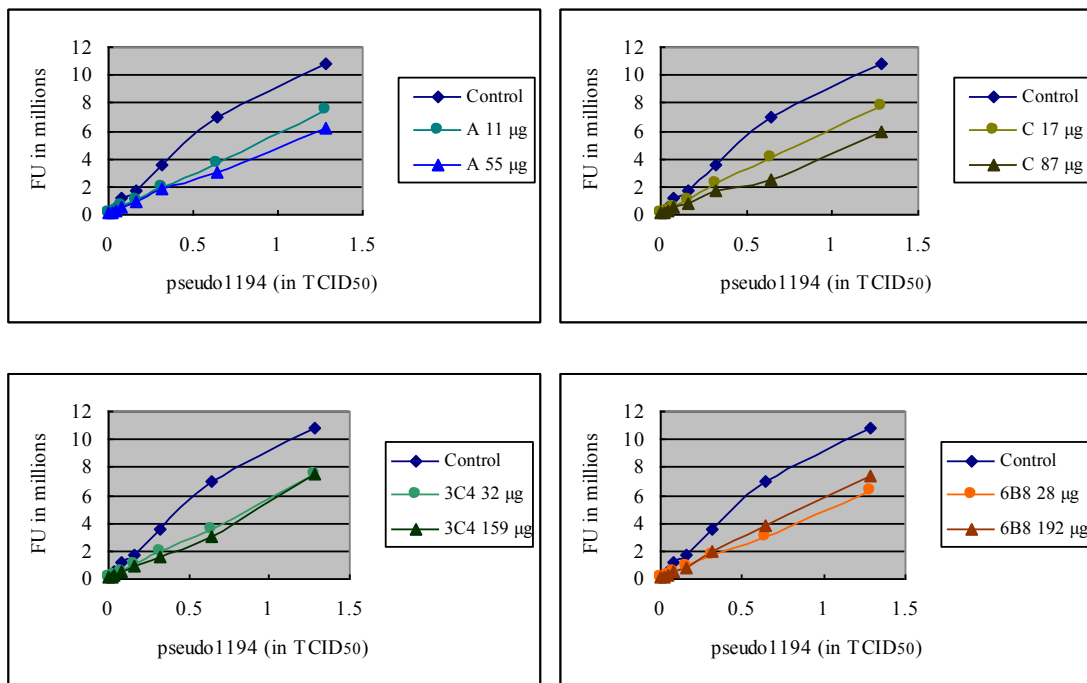 12
10
8
6
4
2
0
FU in millions
0 0.5 1 1.5
pseudo1194 (in TCID50)
Control
A 11 µg
A 55 µg
12
10
8
6
4
2
0
FU in millions
0 0.5 1 1.5
pseudo1194 (in TCID50)
Control
C 17 µg
C 87 µg
12
10
8
6
4
2
0
FU in millions
0 0.5 1 1.5
pseudo1194 (in TCID50)
Control
3C4 32 µg
3C4 159 µg
12
10
8
6
4
2
0
FU in millions
0 0.5 1 1.5
pseudo1194 (in TCID50)
Control
6B8 28 µg
6B8 192 µg